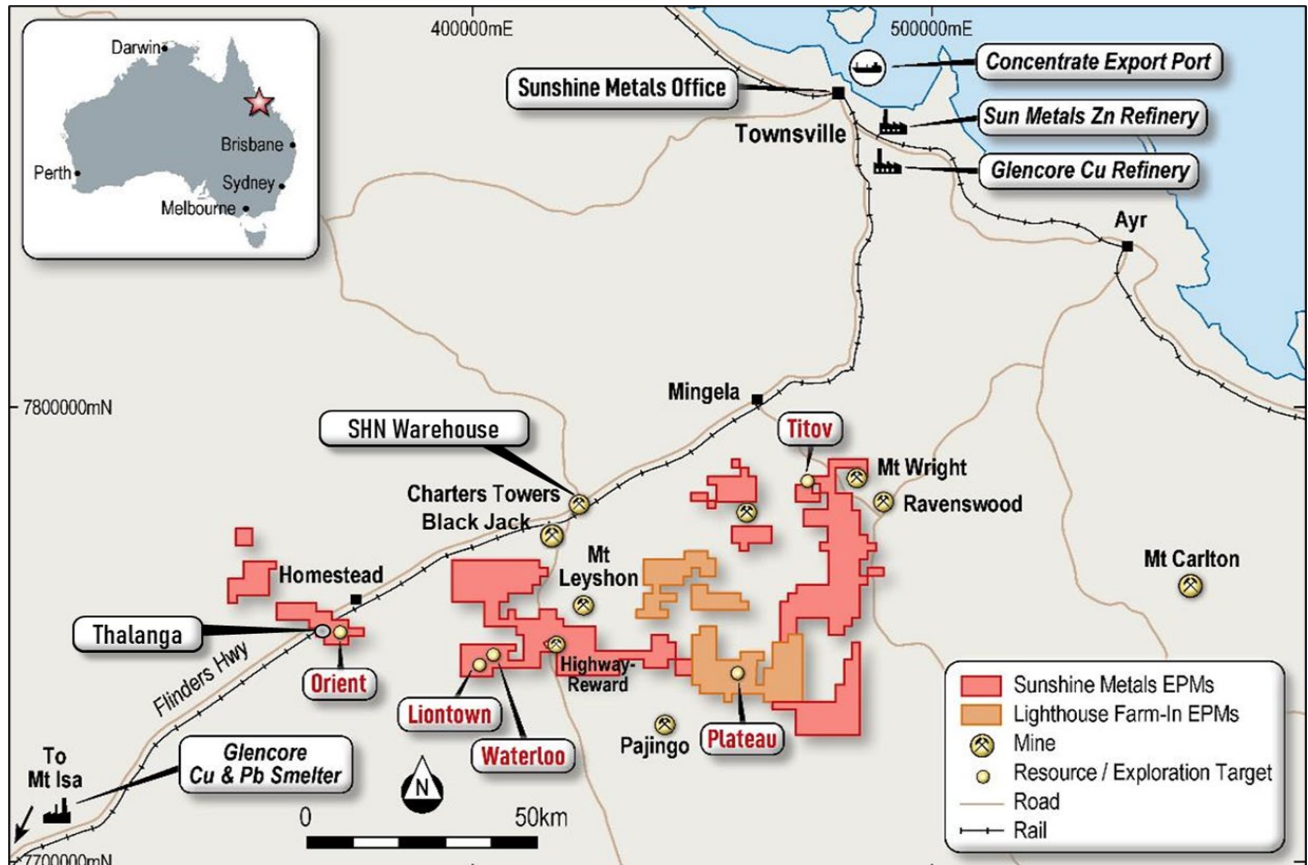 400000mE
500000mE
Darwin
Brisbane
Perth
Sydney
Melbourne
Concentrate Export Port
Sunshine Metals Office
Sun Metals Zn Refinery
Townsville
Glencore Cu Refinery
Ayr
Mingela
7800000mN
SHN Warehouse
Titov
Mt Wright
Charters Towers
Ravenswood
Black Jack
Mt
Leyshon
Mt Carlton
Homestead
Thalanga
Highway-
Reward
Orient
Flinders Hwy
Liontown
Waterloo
Pajingo
Plateau
To
Mt Isa
Glencore
Cu & Pb Smelter
N
0
50km
7700000mN
Sunshine Metals EPMs
Lighthouse Farm-In EPMs
Mine
Resource / Exploration Target
Road
Rail